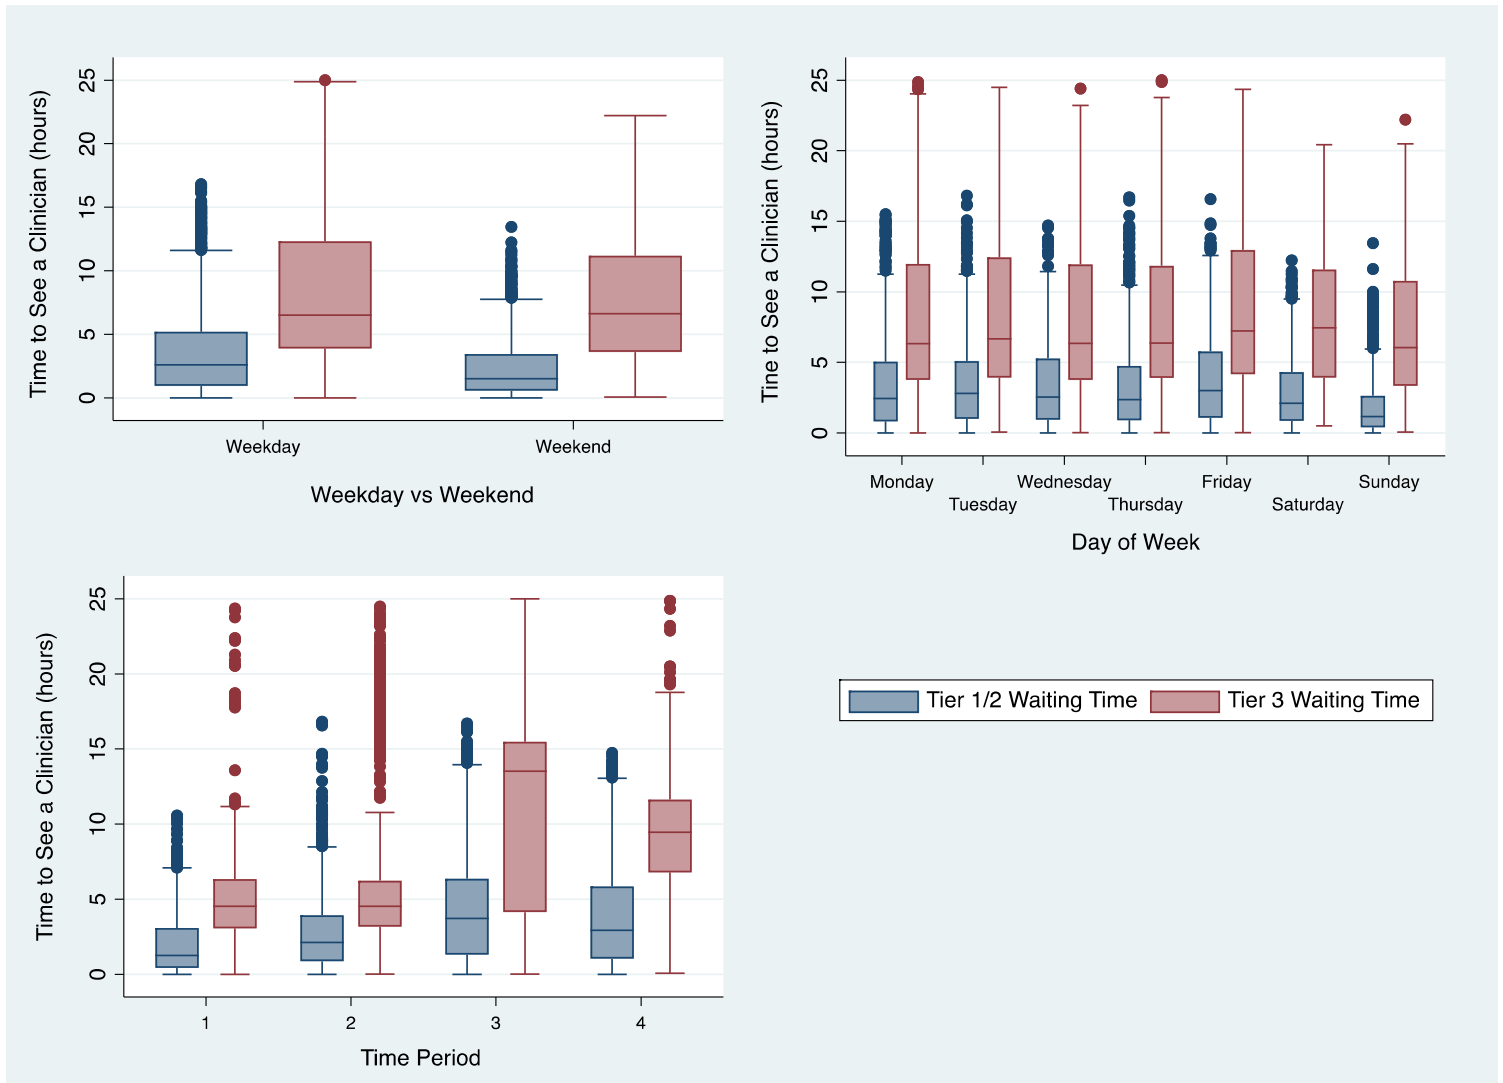 Time to See a Clinician (hours)
25
20
15
10
5
0
Weekday
Weekend
Weekday vs Weekend
Tine to See a Clinician (hours)
25
20
15
10
5
0
Monday
Tuesday
Wednesday
Thursday
Friday
Saturday
Sunday
Day of Week
Time to See a Clinician (hours)
25
20
15
10
5
0
1
2
3
4
Time Period
Tier 1/2 Waiting Time
Tier 3 Waiting Time